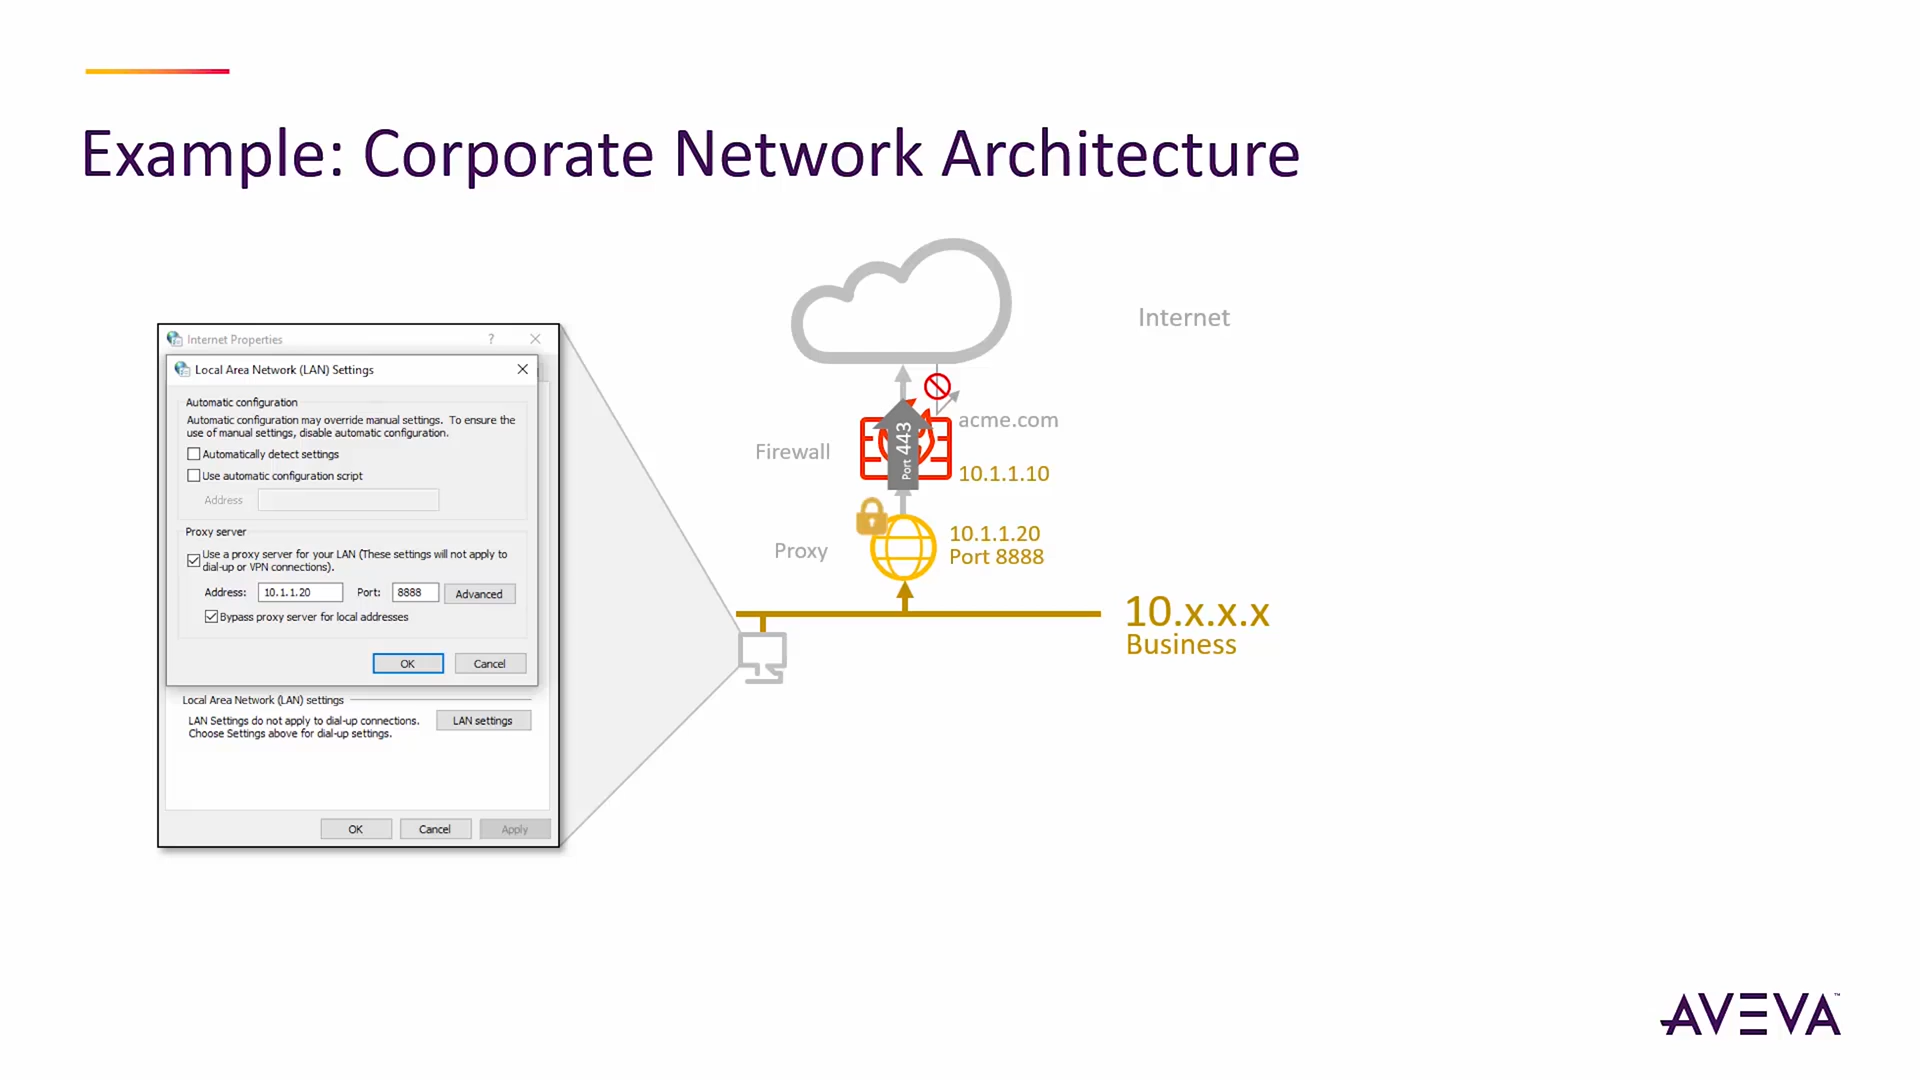 Example: Corporate Network Architecture
Internet Properties
?
Local Area Network (LAN) Settings
Automatic configuration
Automatic configuration may override manual settings. To ensure the
use of manual settings, disable automatic configuration.
Automatically detect settings
Use automatic configuration script
Address
Proxy server
Use a proxy server for your LAN (These settings will not apply to
dial-up or VPN connections).
Address: 10.1.1.20 Port: 8888 Advanced
Bypass proxy server for local addresses
OK Cancel
Local Area Network (LAN) settings
LAN Settings do not apply to dial-up connections.
Choose Settings above for dial-up settings.
LAN settings
OK Cancel Apply
Internet
acme.com
Firewall
Port 443
10.1.1.10
Proxy
10.1.1.20
Port 8888
10.x.x.x
Business
AVEVA™